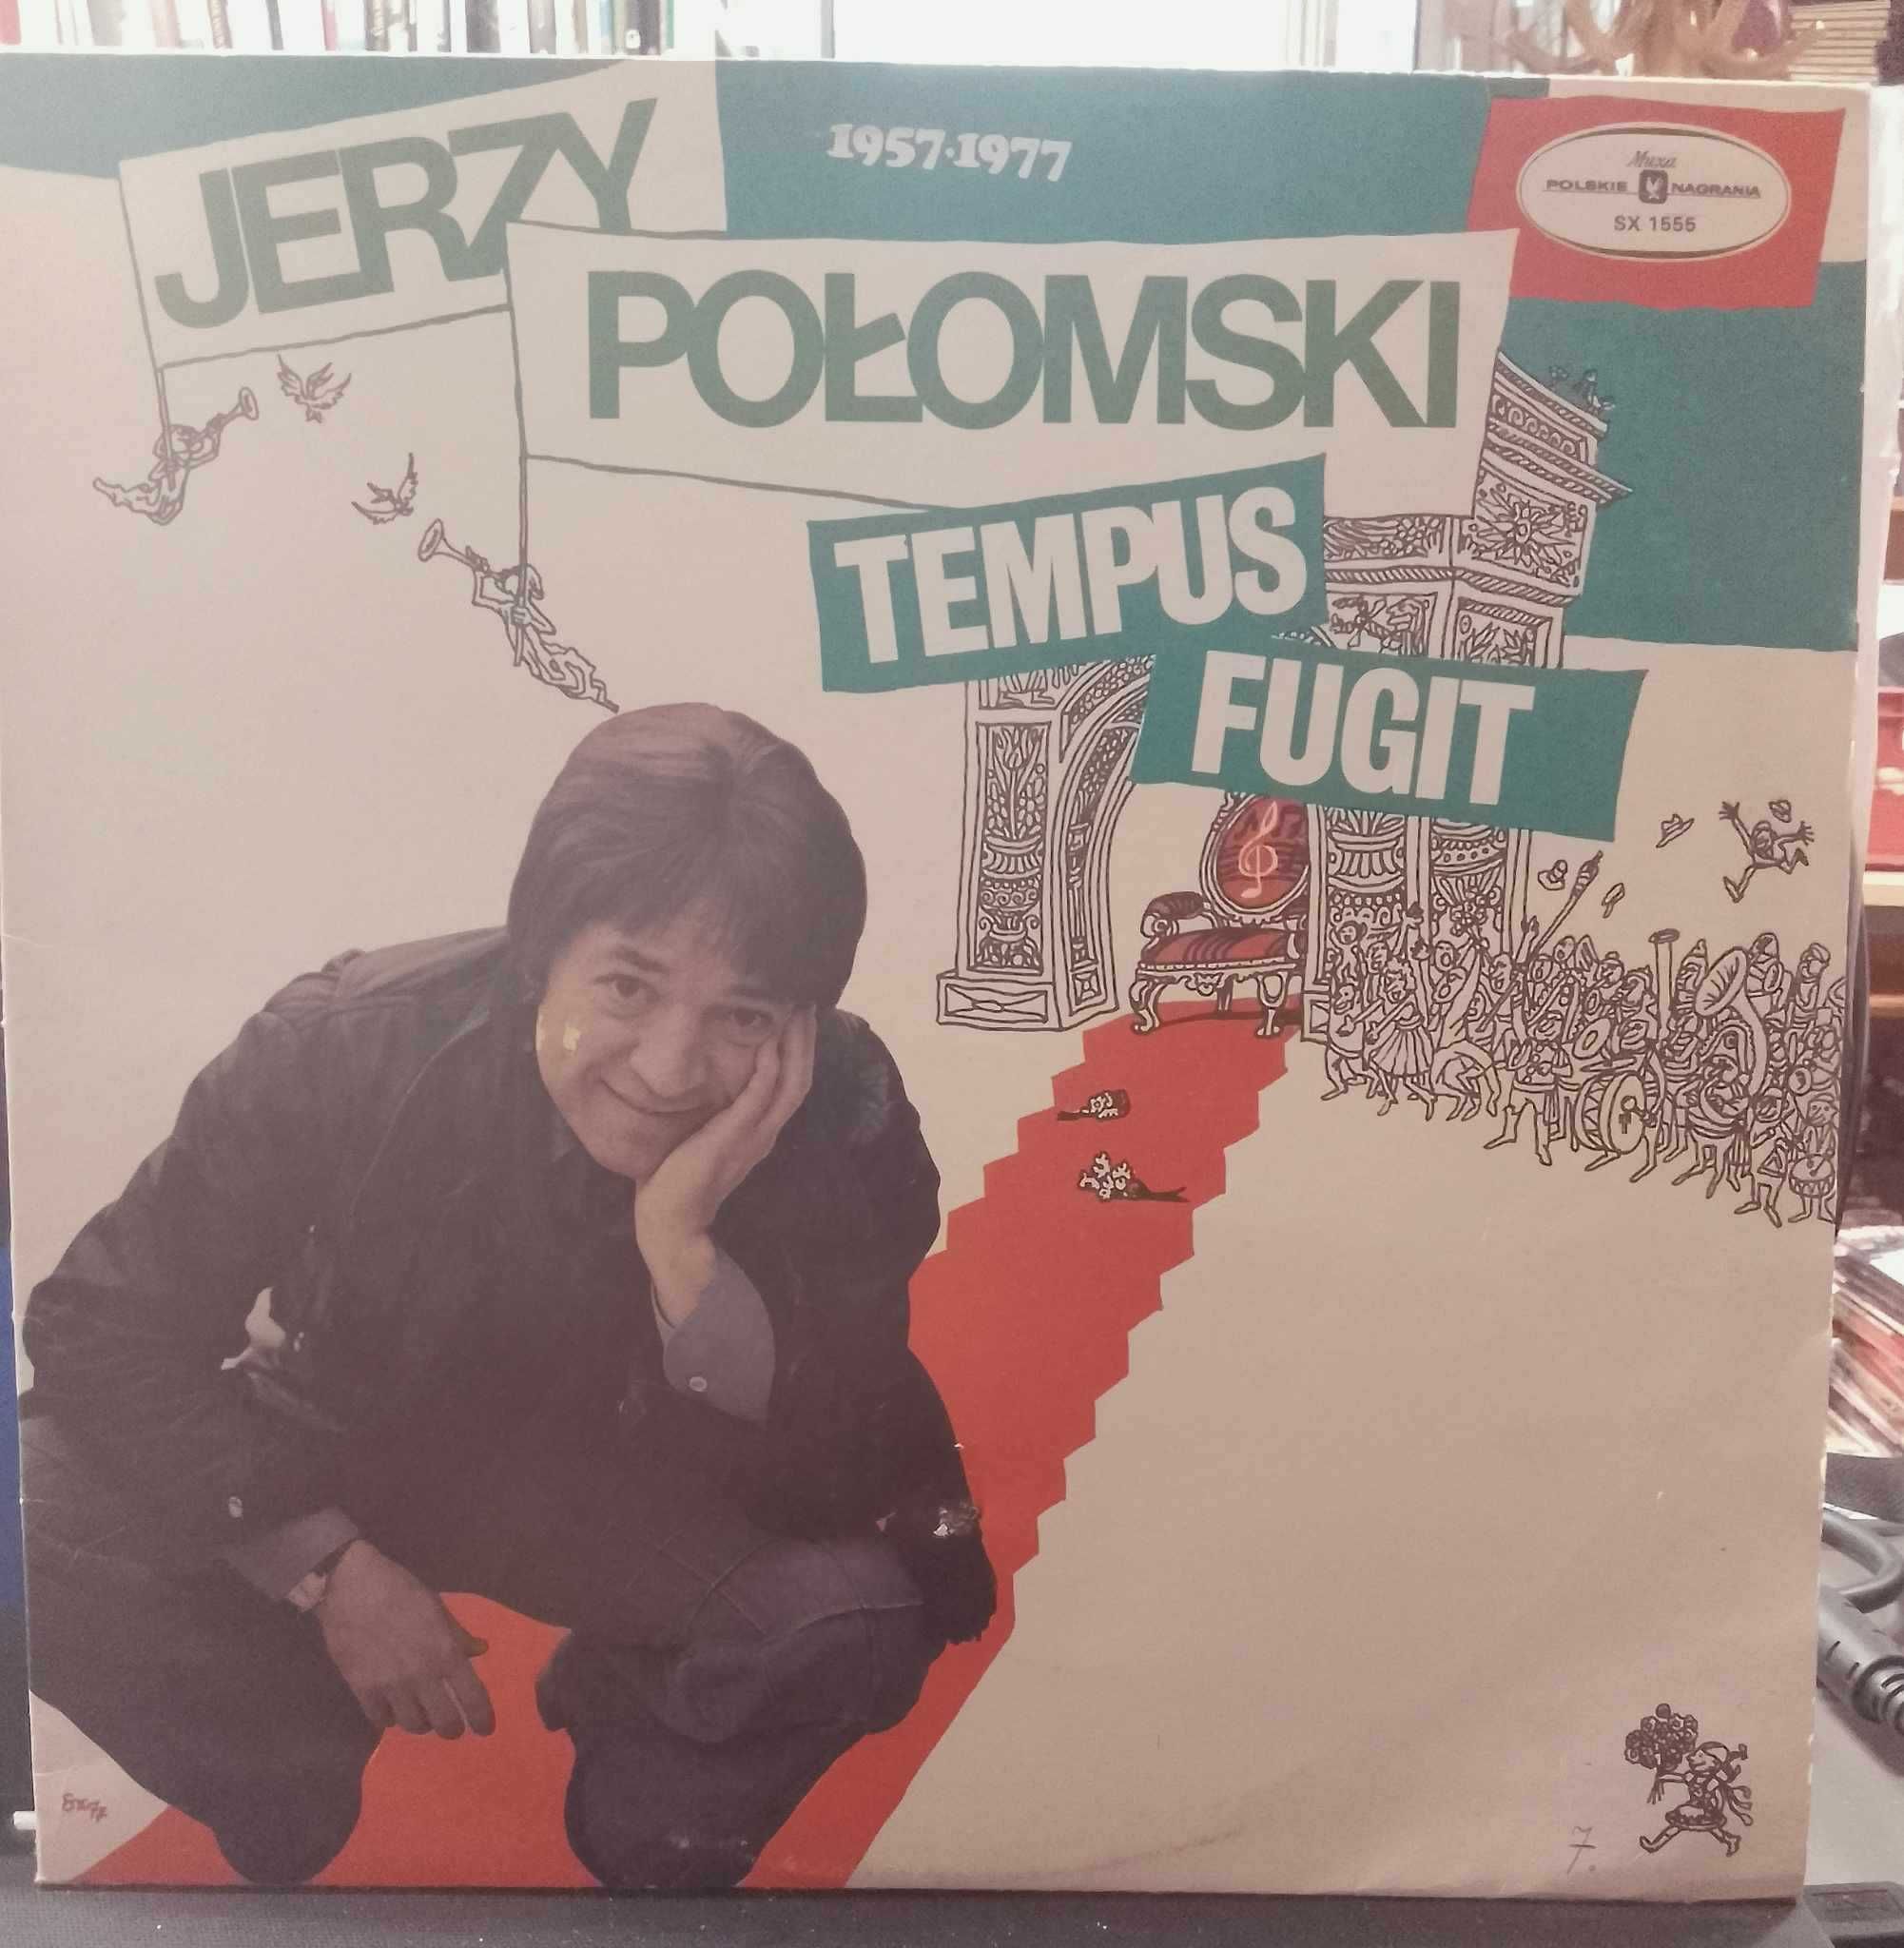 JERZY
1957·1977
Muza
POLSKIE NAGRANIA
SX 1555
POŁOMSKI
TEMPUS
FUGIT
7.